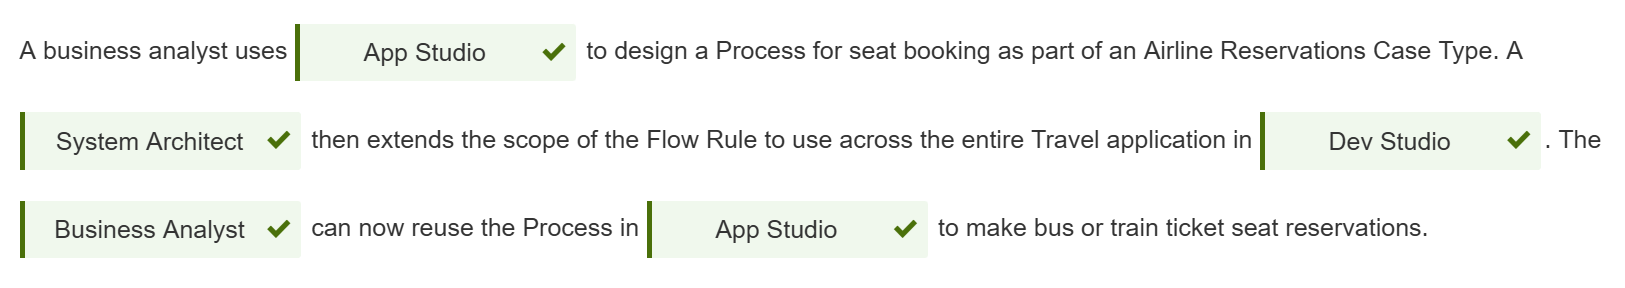 A business analyst uses App Studio to design a Process for seat booking as part of an Airline Reservations Case Type. A
System Architect then extends the scope of the Flow Rule to use across the entire Travel application in Dev Studio . The
Business Analyst can now reuse the Process in App Studio to make bus or train ticket seat reservations.